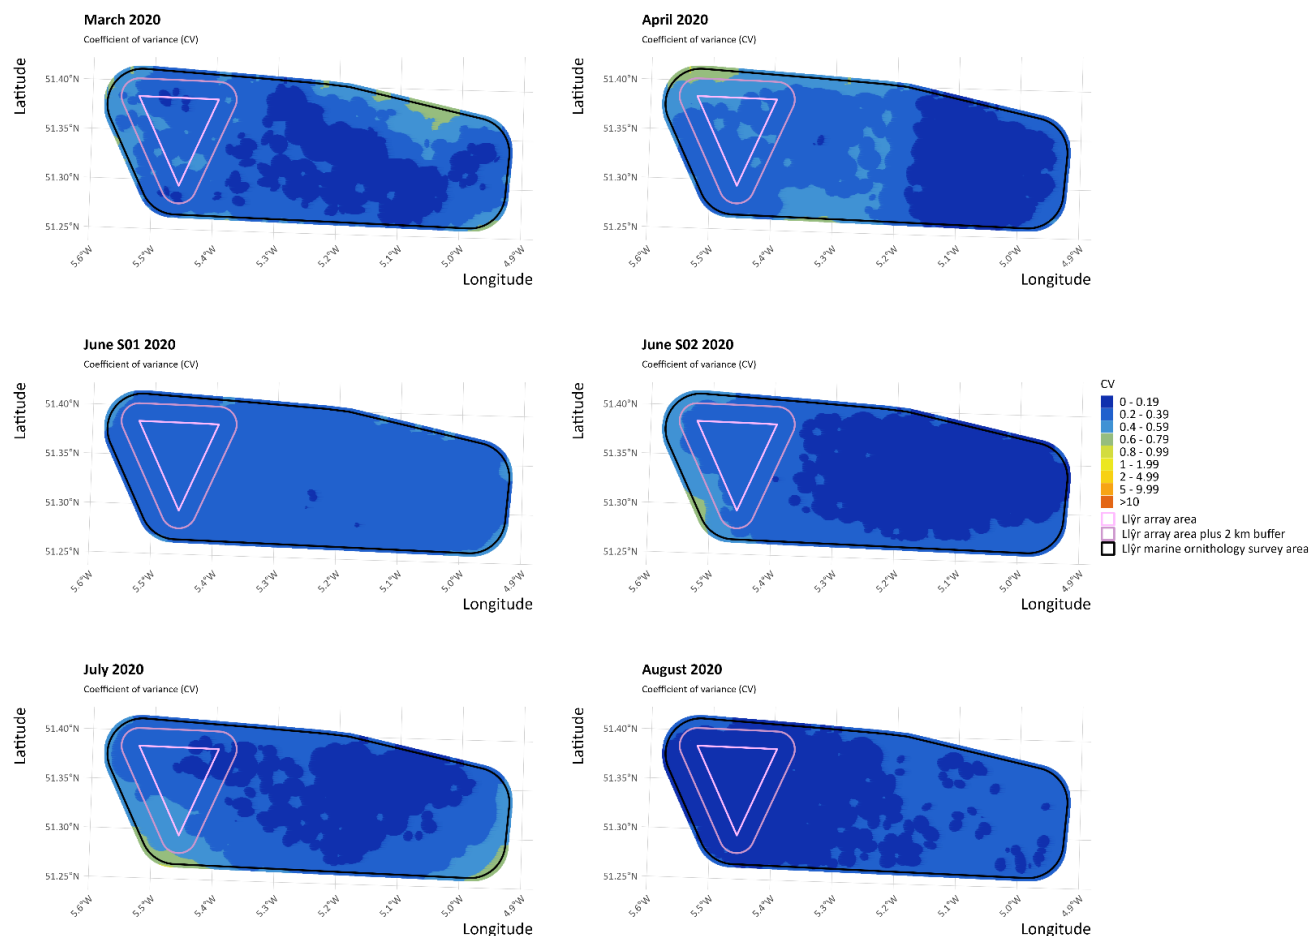 March 2020
Coefficient of variance (CV)
Latitude
51.40°N
51.35°N
51.30°N
51.25°N
5.6°W
5.5°W
5.4°W
5.3°W
5.2°W
5.1°W
5.0°W
4.9°W
Longitude
April 2020
Coefficient of variance (CV)
Latitude
51.40°N
51.35°N
51.30°N
51.25°N
5.6°W
5.5°W
5.4°W
5.3°W
5.2°W
5.1°W
5.0°W
4.9°W
Longitude
June S01 2020
Coefficient of variance (CV)
Latitude
51.40°N
51.35°N
51.30°N
51.25°N
5.6°W
5.5°W
5.4°W
5.3°W
5.2°W
5.1°W
5.0°W
4.9°W
Longitude
June S02 2020
Coefficient of variance (CV)
Latitude
51.40°N
51.35°N
51.30°N
51.25°N
5.6°W
5.5°W
5.4°W
5.3°W
5.2°W
5.1°W
5.0°W
4.9°W
Longitude
CV
0 - 0.19
0.2 - 0.39
0.4 - 0.59
0.6 - 0.79
0.8 - 0.99
1 - 1.99
2 - 4.99
5 - 9.99
>10
Llŷr array area
Llŷr array area plus 2 km buffer
Llŷr marine ornithology survey area
July 2020
Coefficient of variance (CV)
Latitude
51.40°N
51.35°N
51.30°N
51.25°N
5.6°W
5.5°W
5.4°W
5.3°W
5.2°W
5.1°W
5.0°W
4.9°W
Longitude
August 2020
Coefficient of variance (CV)
Latitude
51.40°N
51.35°N
51.30°N
51.25°N
5.6°W
5.5°W
5.4°W
5.3°W
5.2°W
5.1°W
5.0°W
4.9°W
Longitude